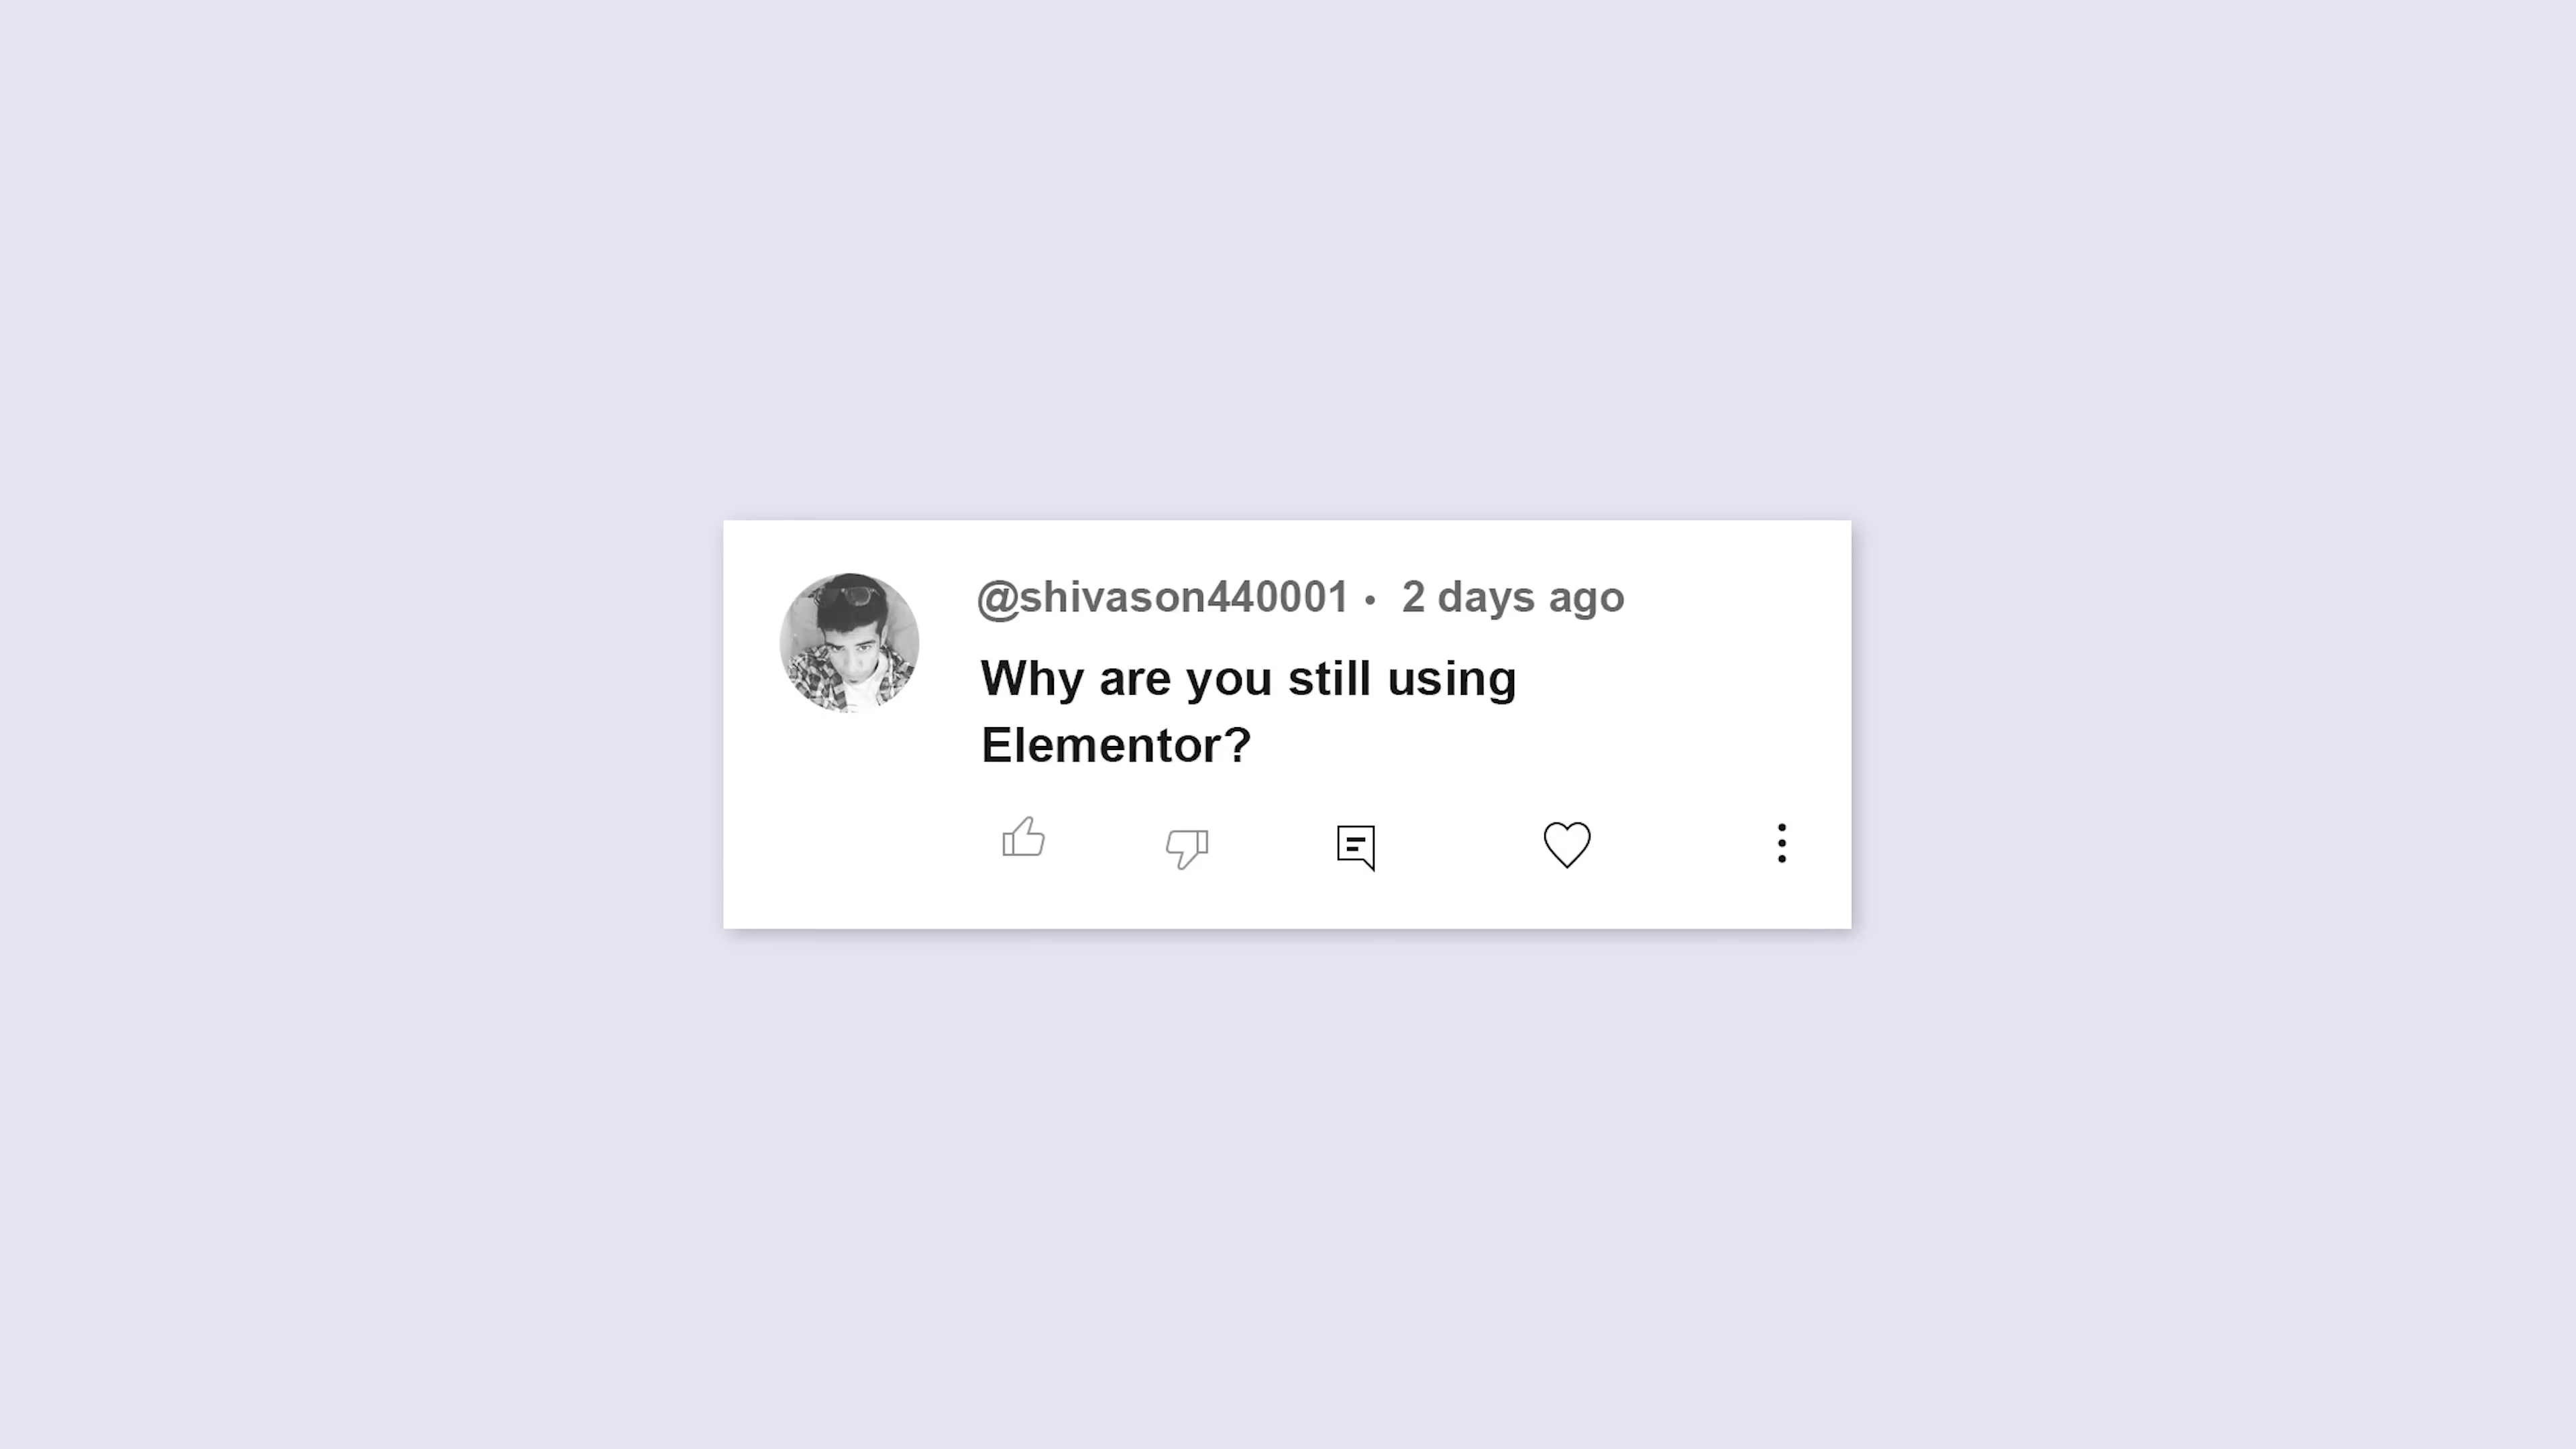 @shivason440001 • 2 days ago
Why are you still using
Elementor?